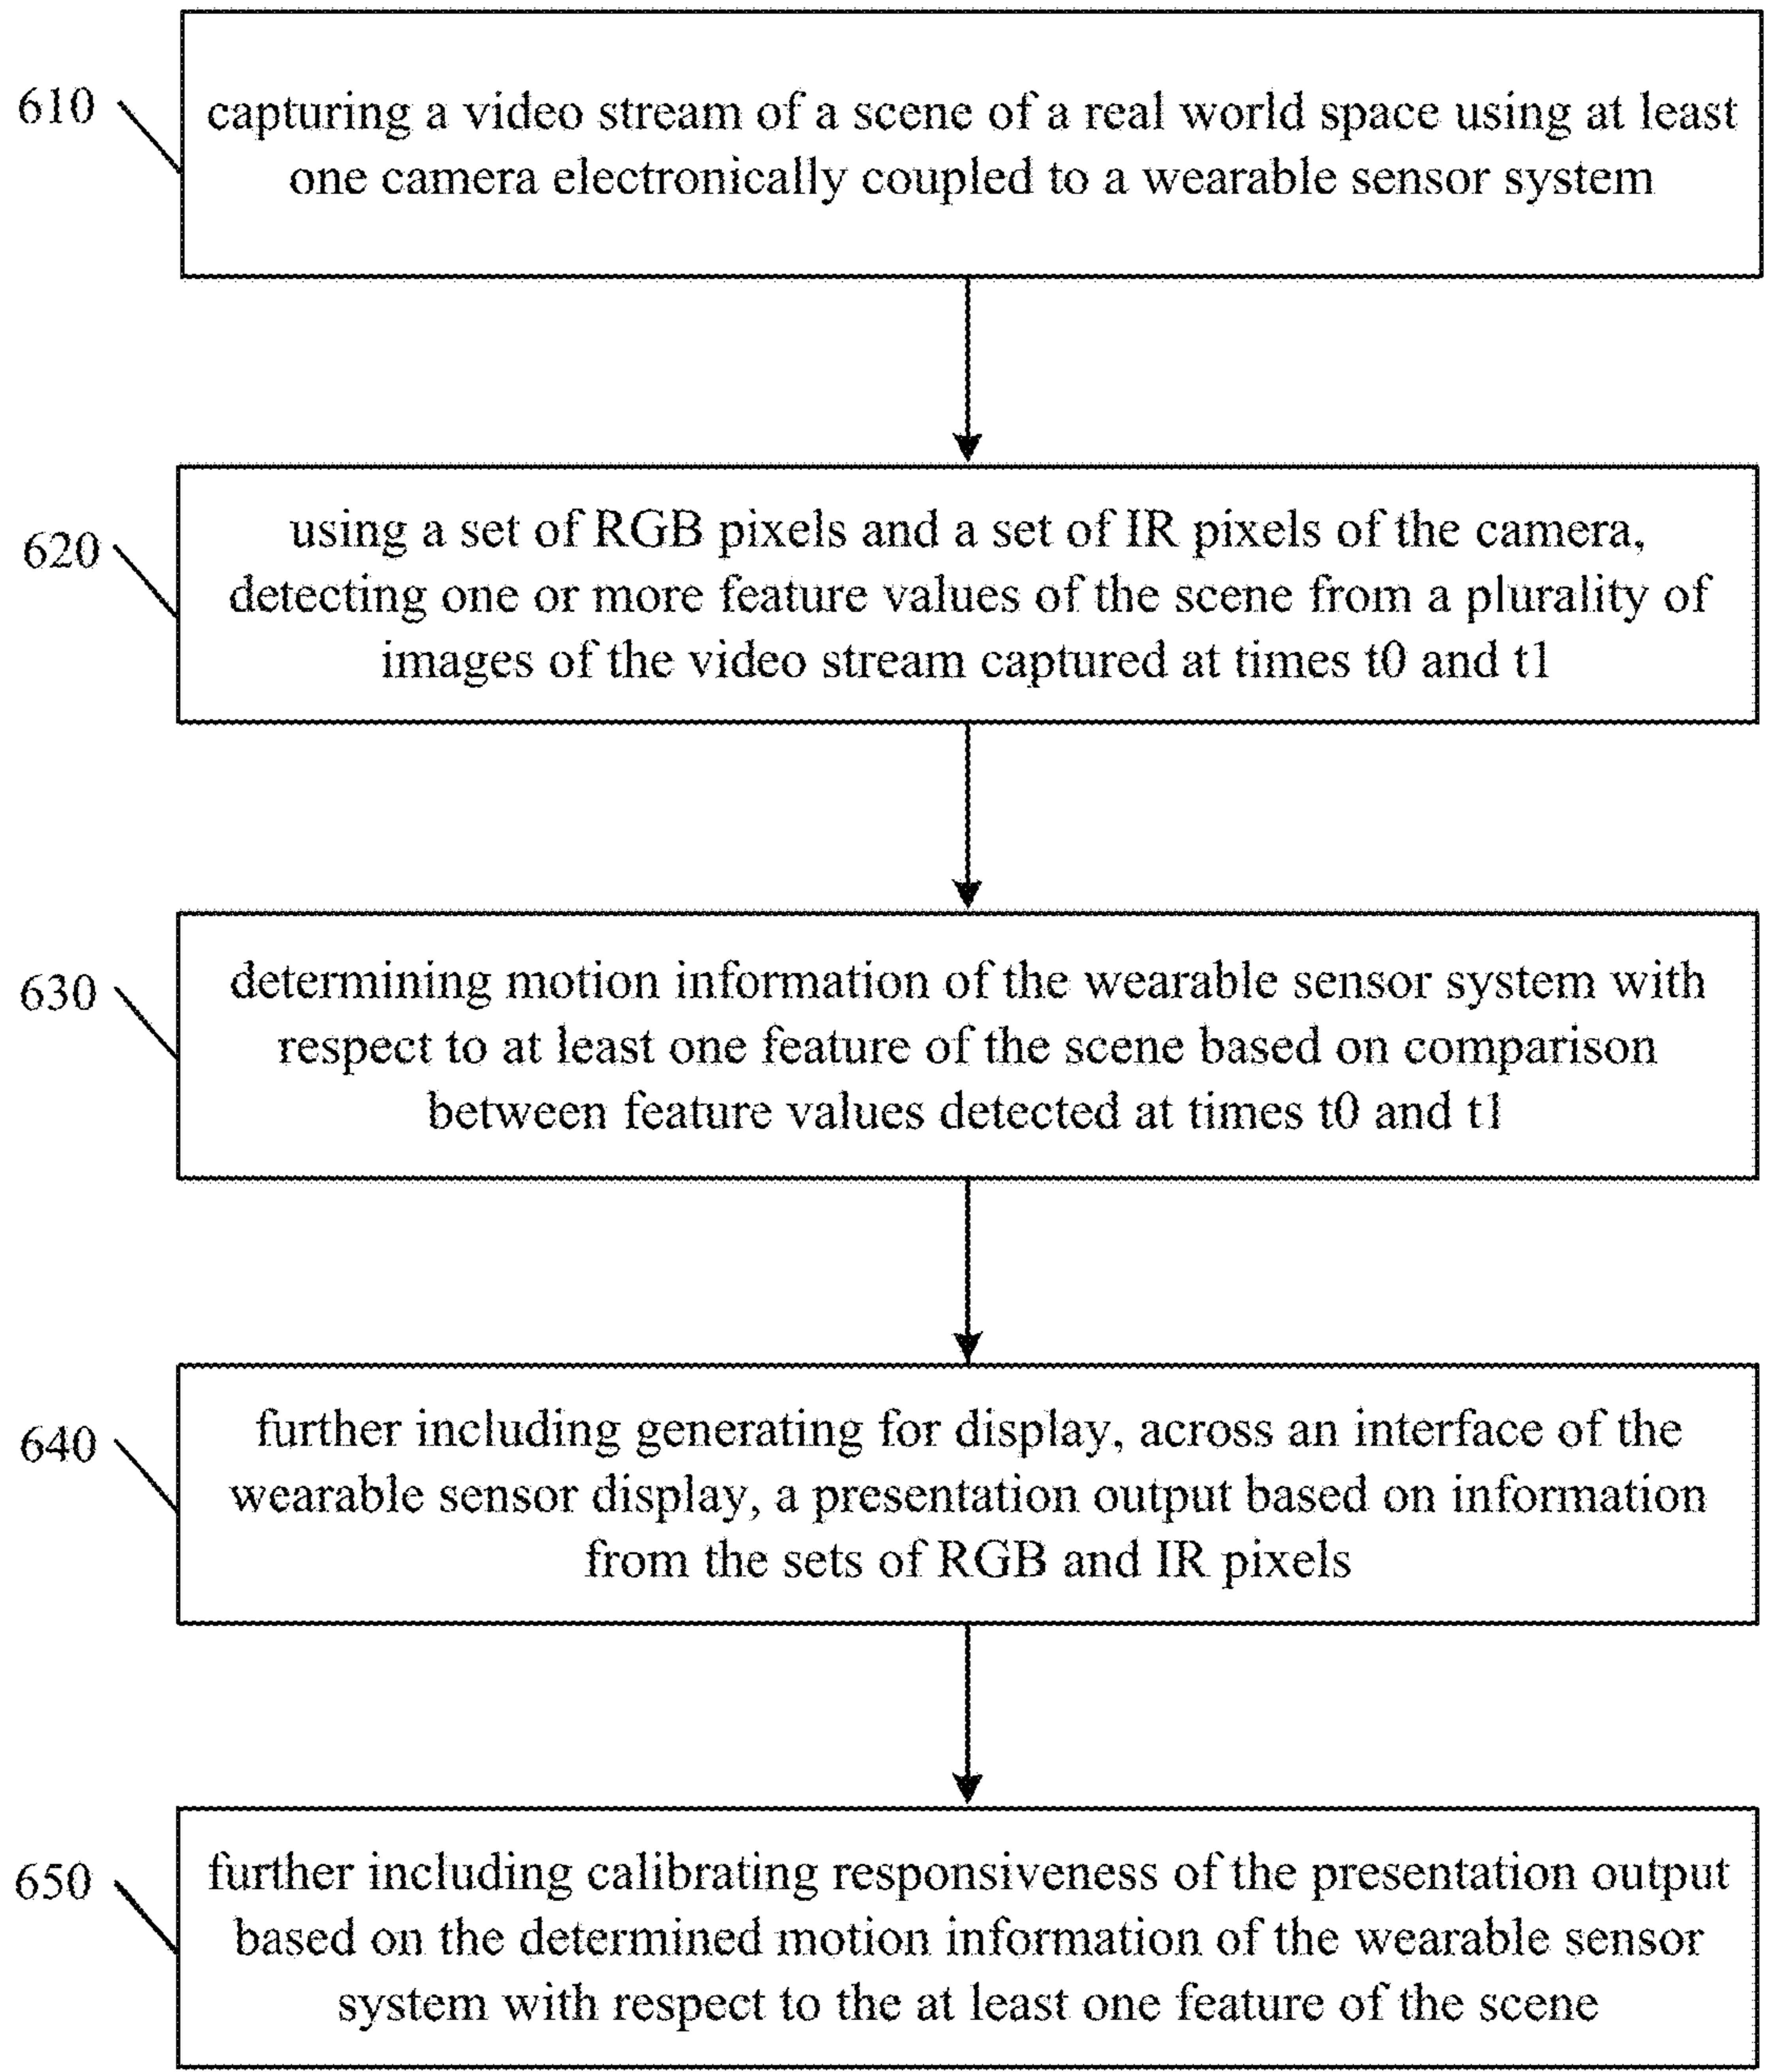 610
capturing a video stream of a scene of a real world space using at least
one camera electronically coupled to a wearable sensor system
620
using a set of RGB pixels and a set of IR pixels of the camera,
detecting one or more feature values of the scene from a plurality of
images of the video stream captured at times t0 and t1
630
determining motion information of the wearable sensor system with
respect to at least one feature of the scene based on comparison
between feature values detected at times t0 and t1
640
further including generating for display, across an interface of the
wearable sensor display, a presentation output based on information
from the sets of RGB and IR pixels
650
further including calibrating responsiveness of the presentation output
based on the determined motion information of the wearable sensor
system with respect to the at least one feature of the scene